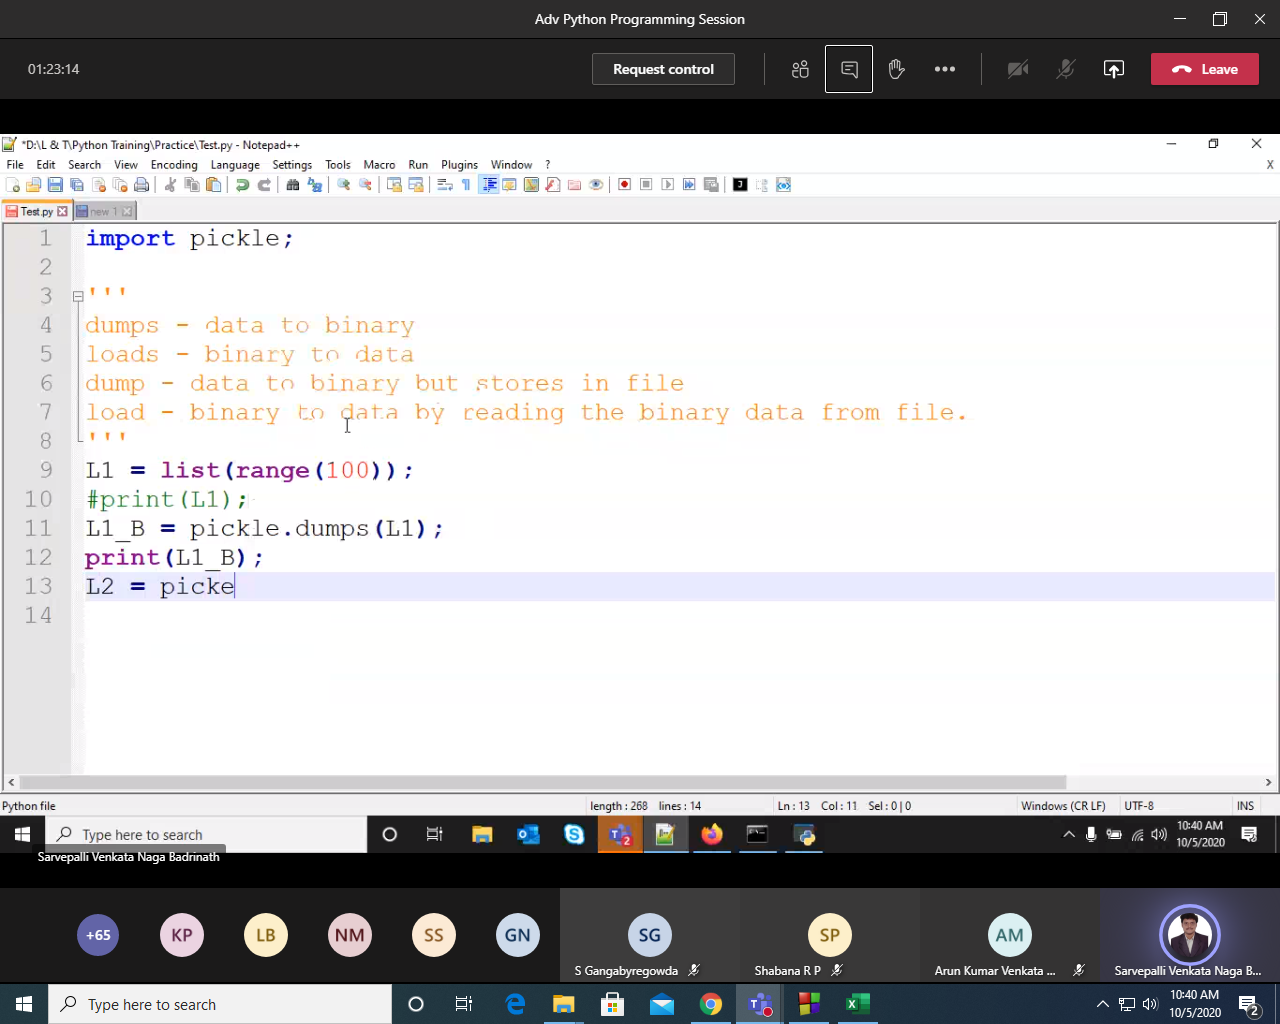 Adv Python Programming Session
01:23:14
Request control
Leave
*D:\L & T\Python Training\Practice\Test.py - Notepad++
File Edit Search View Encoding Language Settings Tools Macro Run Plugins Window ? X
Test.py new 1
1 import pickle;
2
3 '''
4 dumps - data to binary
5 loads - binary to data
6 dump - data to binary but stores in file
7 load - binary to data by reading the binary data from file.
8 '''
9 L1 = list(range(100));
10 #print(L1);
11 L1_B = pickle.dumps(L1);
12 print(L1_B);
13 L2 = picke
14
Python file length : 268 lines : 14 Ln : 13 Col : 11 Sel : 0 | 0 Windows (CR LF) UTF-8 INS
Type here to search 2 10:40 AM
10/5/2020
Sarvepalli Venkata Naga Badrinath
+65 KP LB NM SS GN SG SP AM
S Gangabyregowda Shabana R P Arun Kumar Venkata ... Sarvepalli Venkata Naga B...
Type here to search 10:40 AM
10/5/2020 2